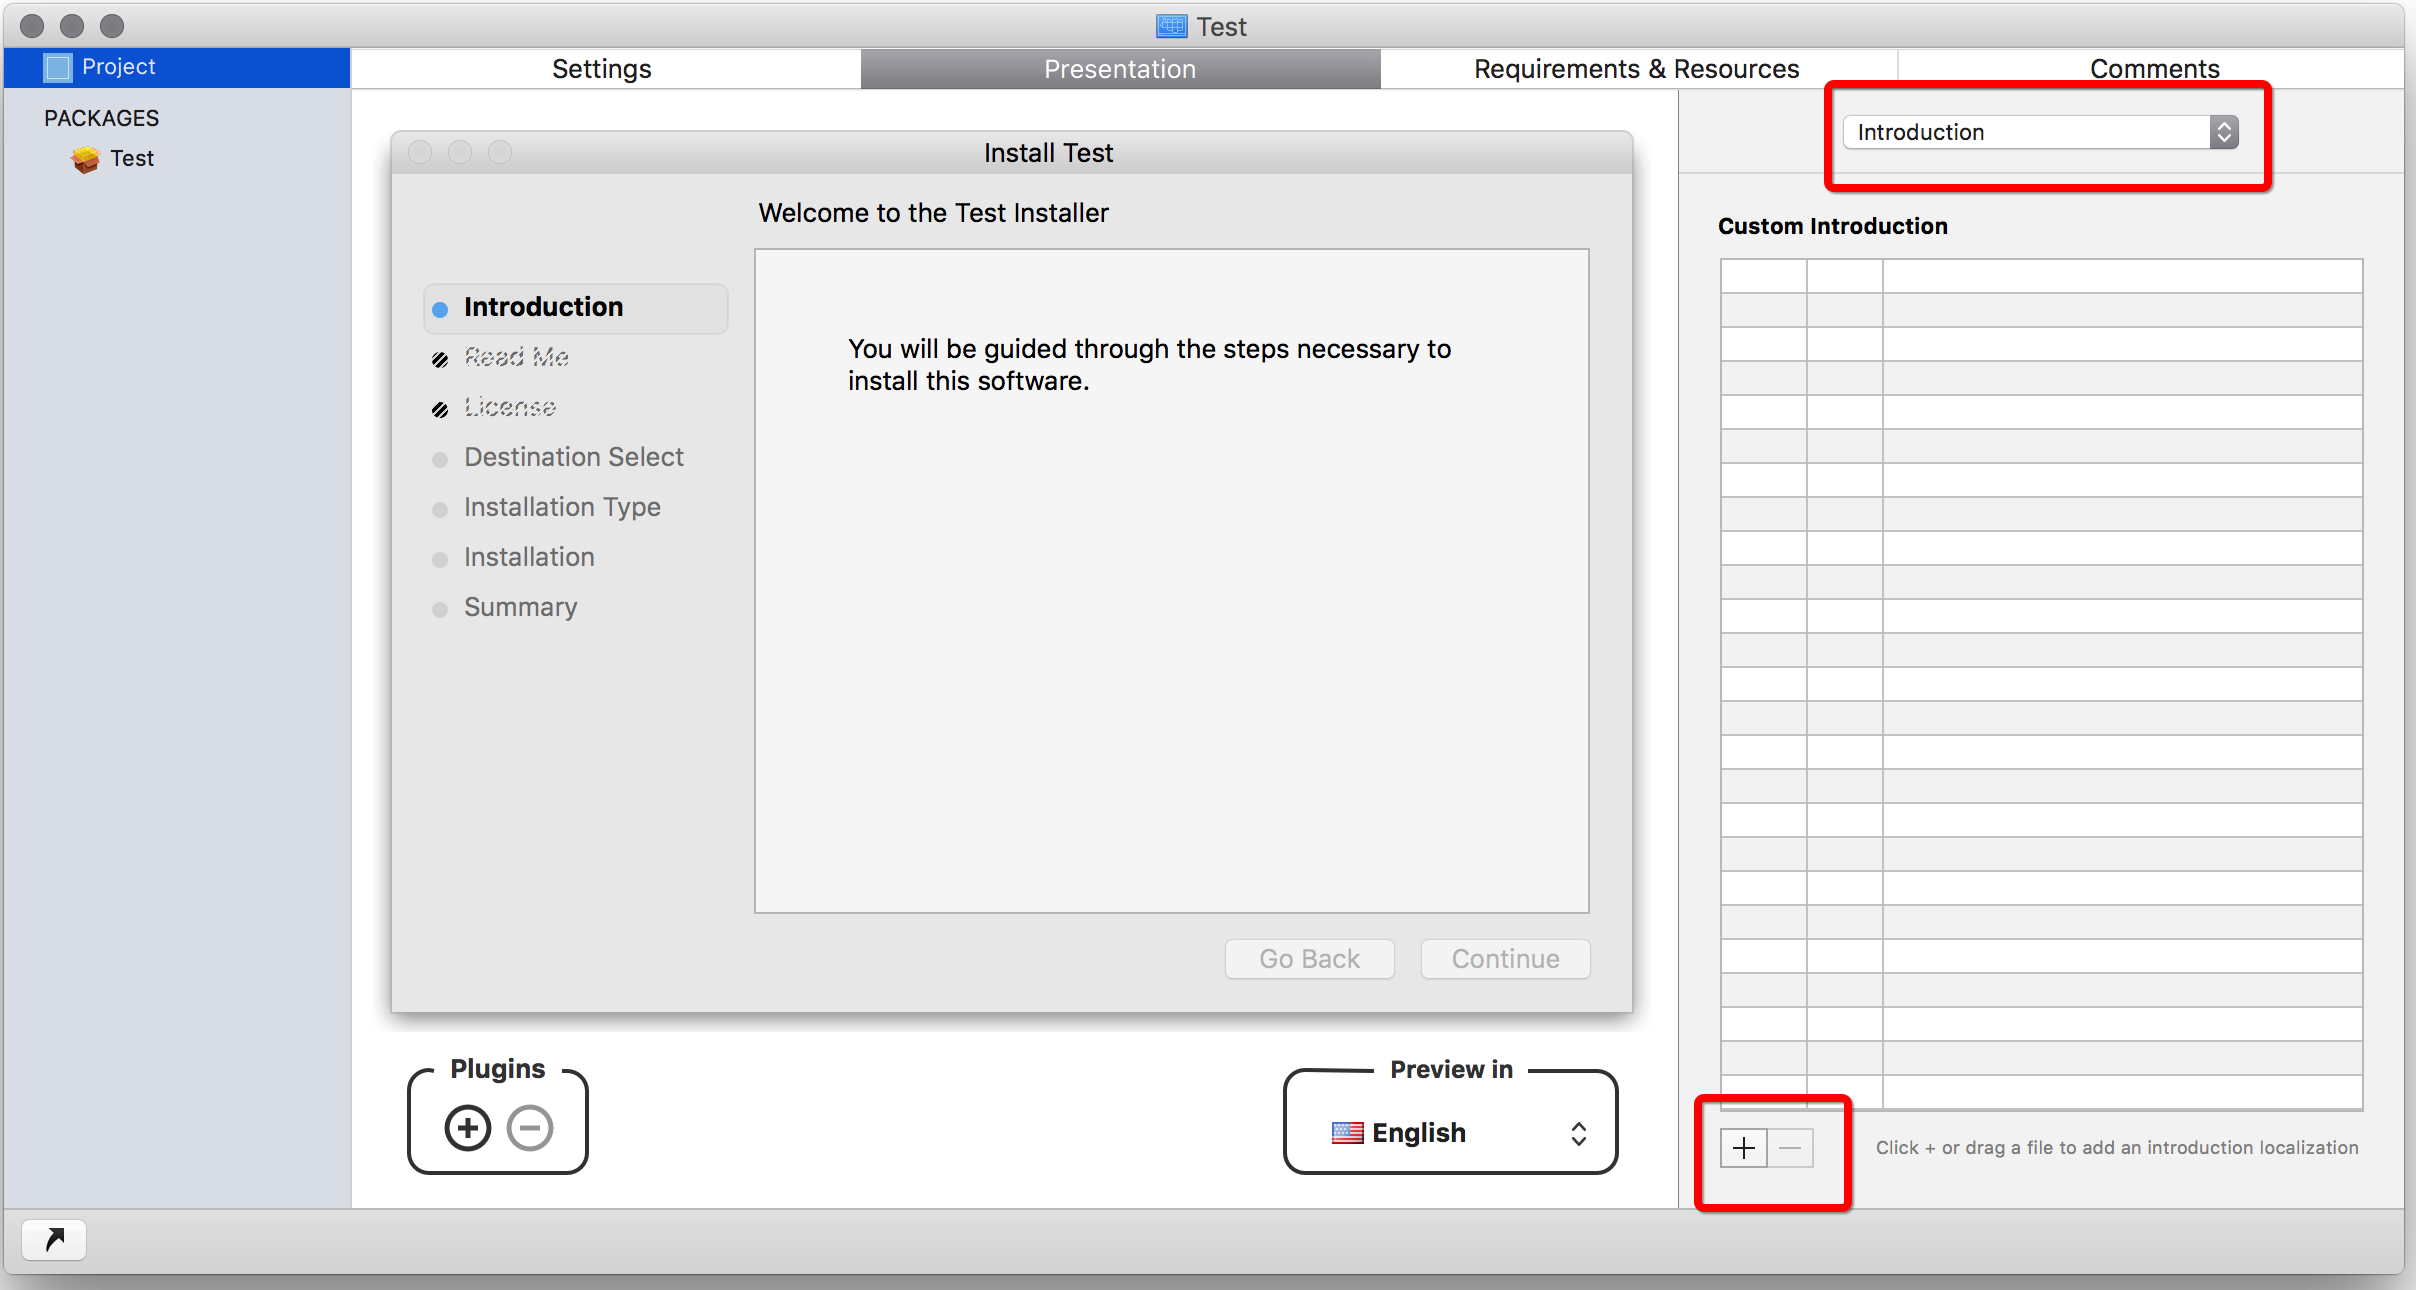 Test
Project
Settings
Presentation
Requirements & Resources
Comments
PACKAGES
Test
Install Test
Introduction
Welcome to the Test Installer
Custom Introduction
Introduction
Read Me
License
Destination Select
Installation Type
Installation
Summary
You will be guided through the steps necessary to
install this software.
Go Back
Continue
Plugins
Preview in
English
Click + or drag a file to add an introduction localization